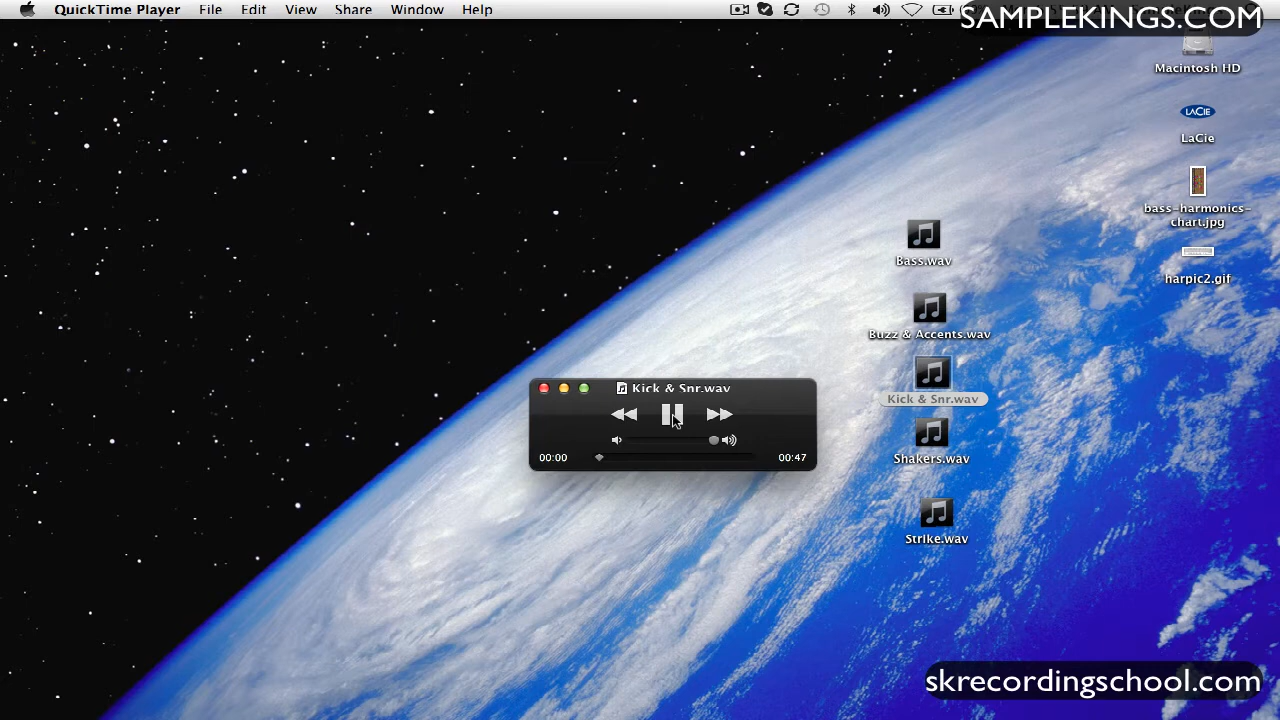 QuickTime Player File Edit View Share Window Help
SAMPLEKINGS.COM
Macintosh HD
LACIE
LaCie
bass-harmonics-
chart.jpg
harpic2.gif
Bass.wav
Buzz & Accents.wav
Kick & Snr.wav
Shakers.wav
Strike.wav
Kick & Snr.wav
00:00 00:47
skrecordingschool.com